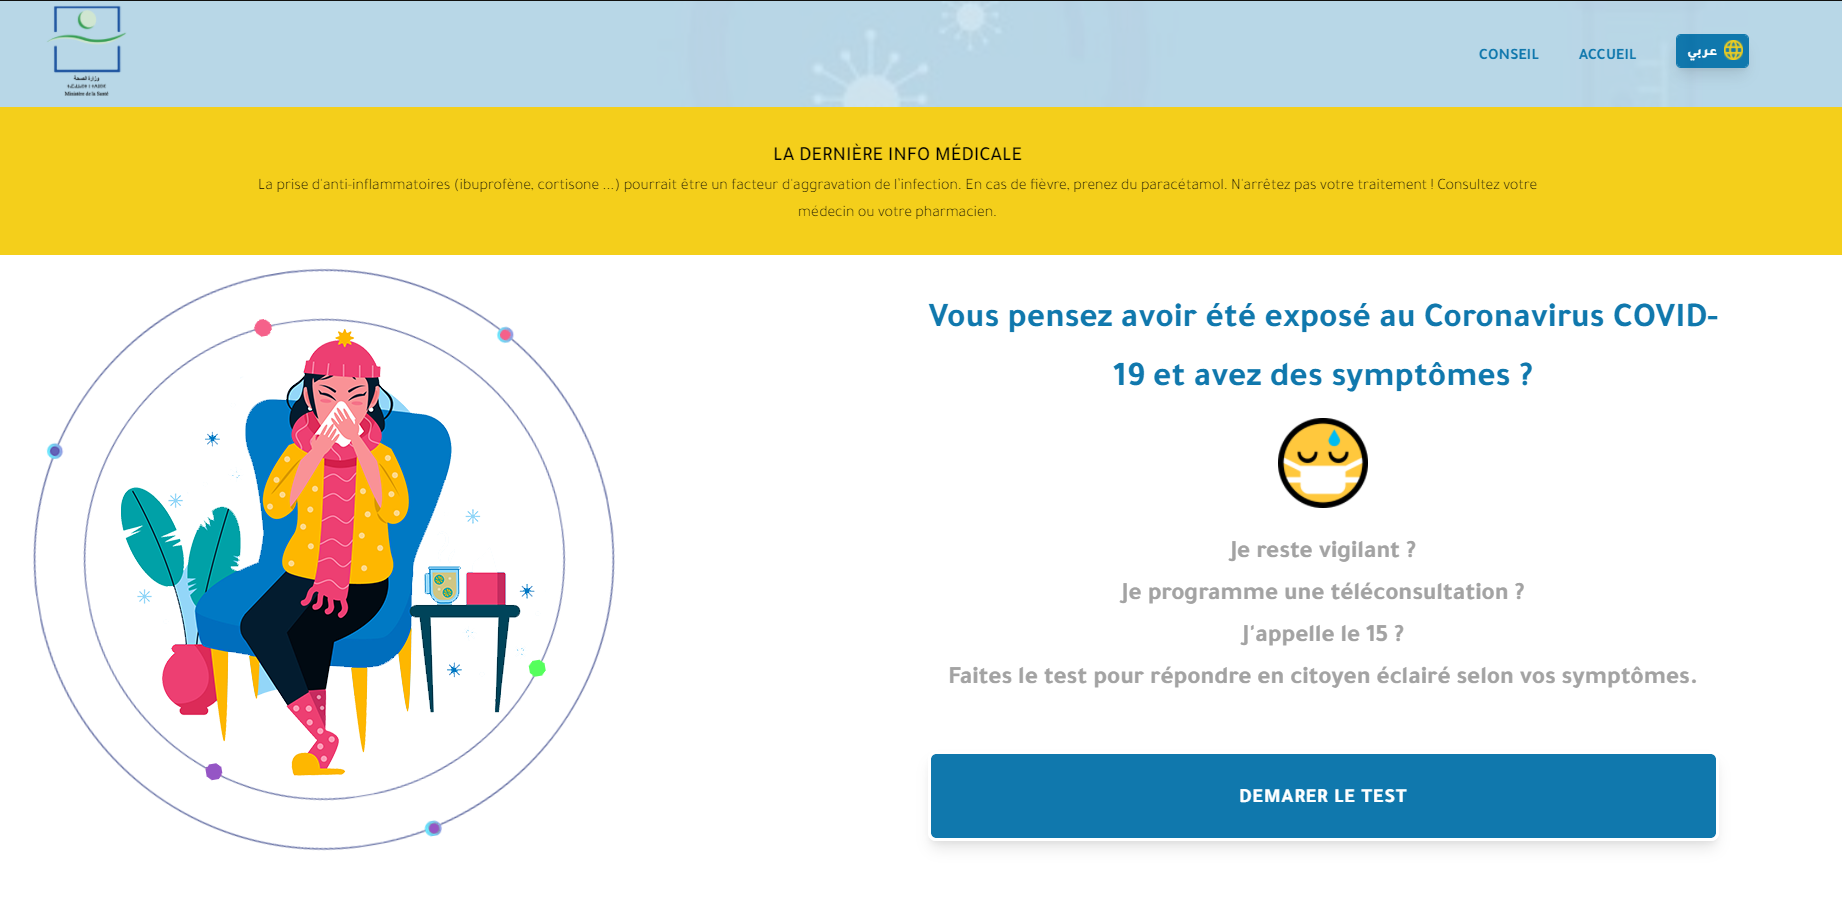 وزارة الصحة
Ministère de la Santé
CONSEIL
ACCUEIL
عربي
LA DERNIÈRE INFO MÉDICALE
La prise d'anti-inflammatoires (ibuprofène, cortisone ...) pourrait être un facteur d'aggravation de l'infection. En cas de fièvre, prenez du paracétamol. N'arrêtez pas votre traitement ! Consultez votre
médecin ou votre pharmacien.
Vous pensez avoir été exposé au Coronavirus COVID-
19 et avez des symptômes ?
Je reste vigilant ?
Je programme une téléconsultation ?
J'appelle le 15 ?
Faites le test pour répondre en citoyen éclairé selon vos symptômes.
DEMARER LE TEST